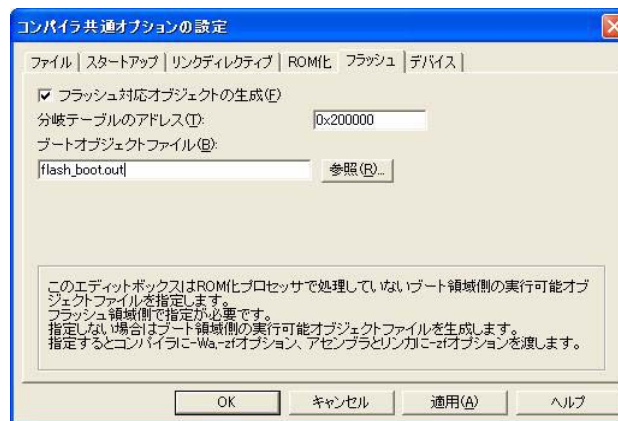 コンパイラ共通オプションの設定
ファイル スタートアップ リンクディレクティブ ROM化 フラッシュ デバイス
フラッシュ対応オブジェクトの生成(F)
分岐テーブルのアドレス(T): 0x200000
ブートオブジェクトファイル(B):
flash_boot.out 参照(R)...
このエディットボックスはROM化プロセッサで処理していないブート領域側の実行可能オブ
ジェクトファイルを指定します。
フラッシュ領域側で指定が必要です。
指定しない場合はブート領域側の実行可能オブジェクトファイルを生成します。
指定するとコンパイラに-Wa,-zfオプション、アセンブラとリンカに-zfオプションを渡します。
OK キャンセル 適用(A) ヘルプ